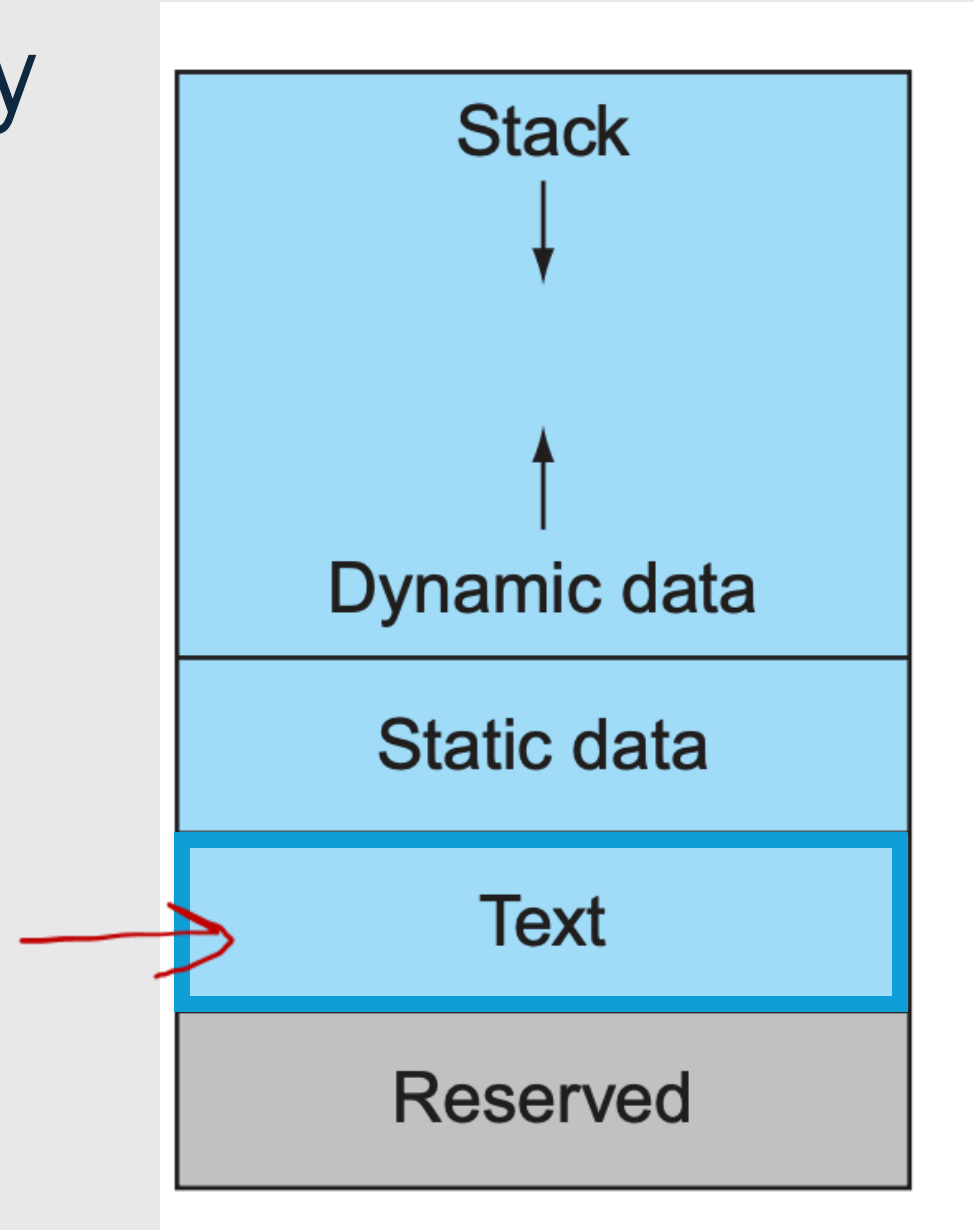 y
Stack
Dynamic data
Static data
Text
Reserved